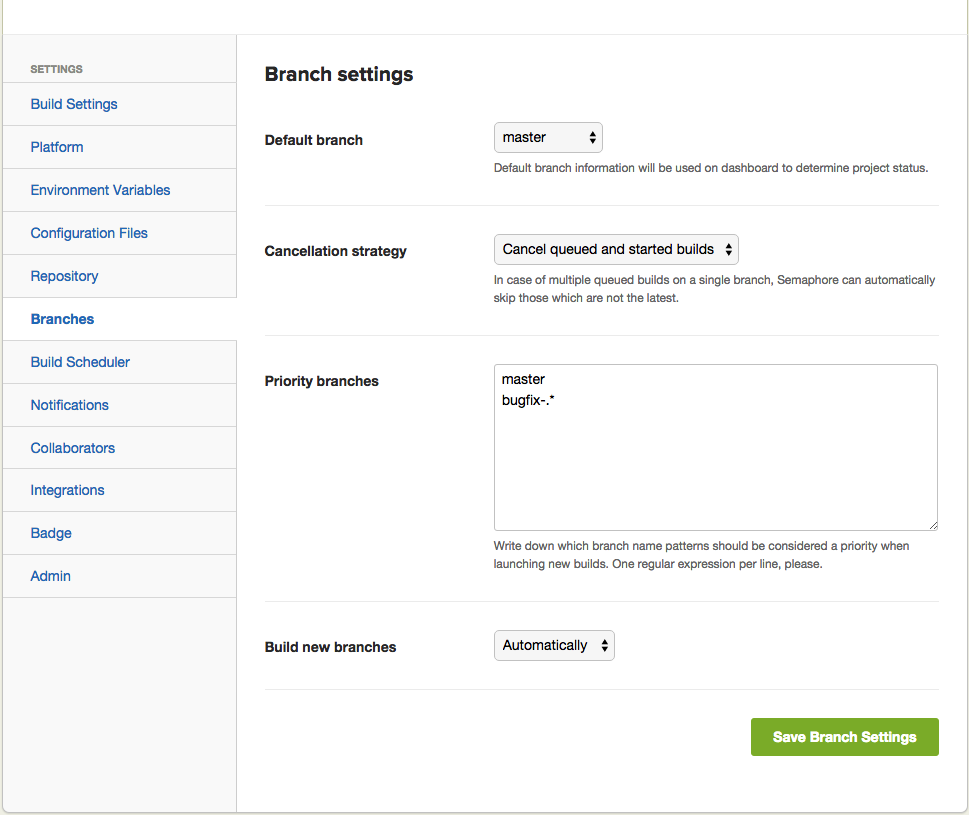 SETTINGS
Build Settings
Platform
Environment Variables
Configuration Files
Repository
Branches
Build Scheduler
Notifications
Collaborators
Integrations
Badge
Admin
Branch settings
Default branch
master
Default branch information will be used on dashboard to determine project status.
Cancellation strategy
Cancel queued and started builds
In case of multiple queued builds on a single branch, Semaphore can automatically
skip those which are not the latest.
Priority branches
master
bugfix-.*
Write down which branch name patterns should be considered a priority when
launching new builds. One regular expression per line, please.
Build new branches
Automatically
Save Branch Settings